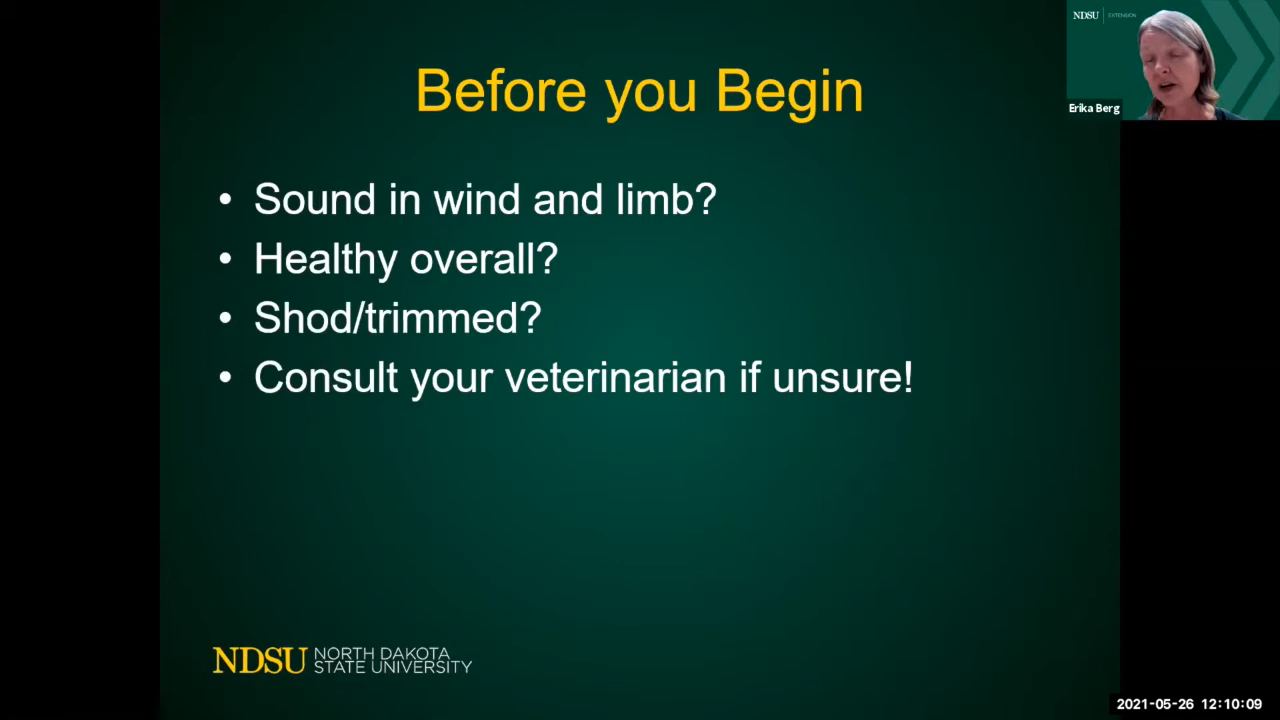 NDSU EXTENSION
Erika Berg
Before you Begin
• Sound in wind and limb?
• Healthy overall?
• Shod/trimmed?
• Consult your veterinarian if unsure!
NDSU NORTH DAKOTA
STATE UNIVERSITY
2021-05-26 12:10:09